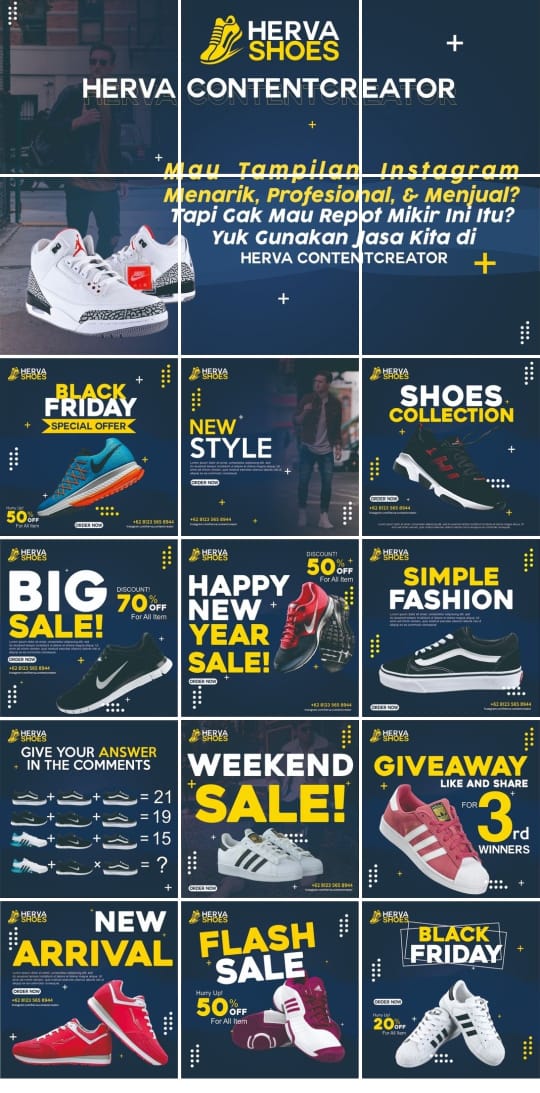 HERVA
SHOES
HERVA CONTENTCREATOR
Mau Tampilan Instagram
Menarik, Profesional, & Menjual?
Tapi Gak Mau Repot Mikir Ini Itu?
Yuk Gunakan Jasa Kita di
HERVA CONTENTCREATOR
HERVA
SHOES
BLACK
FRIDAY
SPECIAL OFFER
Hurry Up!
50% OFF
For All Item
ORDER NOW
+62 8123 565 8944
HERVA
SHOES
NEW
STYLE
ORDER NOW
+62 8123 565 8944
HERVA
SHOES
SHOES
COLLECTION
ORDER NOW
+62 8123 565 8944
HERVA
SHOES
BIG
SALE!
DISCOUNT!
70% OFF
For All Item
ORDER NOW
+62 8123 565 8944
HERVA
SHOES
HAPPY
NEW
YEAR
SALE!
DISCOUNT!
50% OFF
For All Item
ORDER NOW
+62 8123 565 8944
HERVA
SHOES
SIMPLE
FASHION
ORDER NOW
+62 8123 565 8944
HERVA
SHOES
GIVE YOUR ANSWER
IN THE COMMENTS
+ + = 21
+ + = 19
+ + = 15
+ × = ?
HERVA
SHOES
WEEKEND
SALE!
ORDER NOW
+62 8123 565 8944
HERVA
SHOES
GIVEAWAY
LIKE AND SHARE
FOR 3rd
WINNERS
HERVA
SHOES
NEW
ARRIVAL
ORDER NOW
+62 8123 565 8944
HERVA
SHOES
FLASH
SALE
Hurry Up!
50% OFF
For All Item
HERVA
SHOES
BLACK
FRIDAY
ORDER NOW
Hurry Up!
20% OFF
For All Item